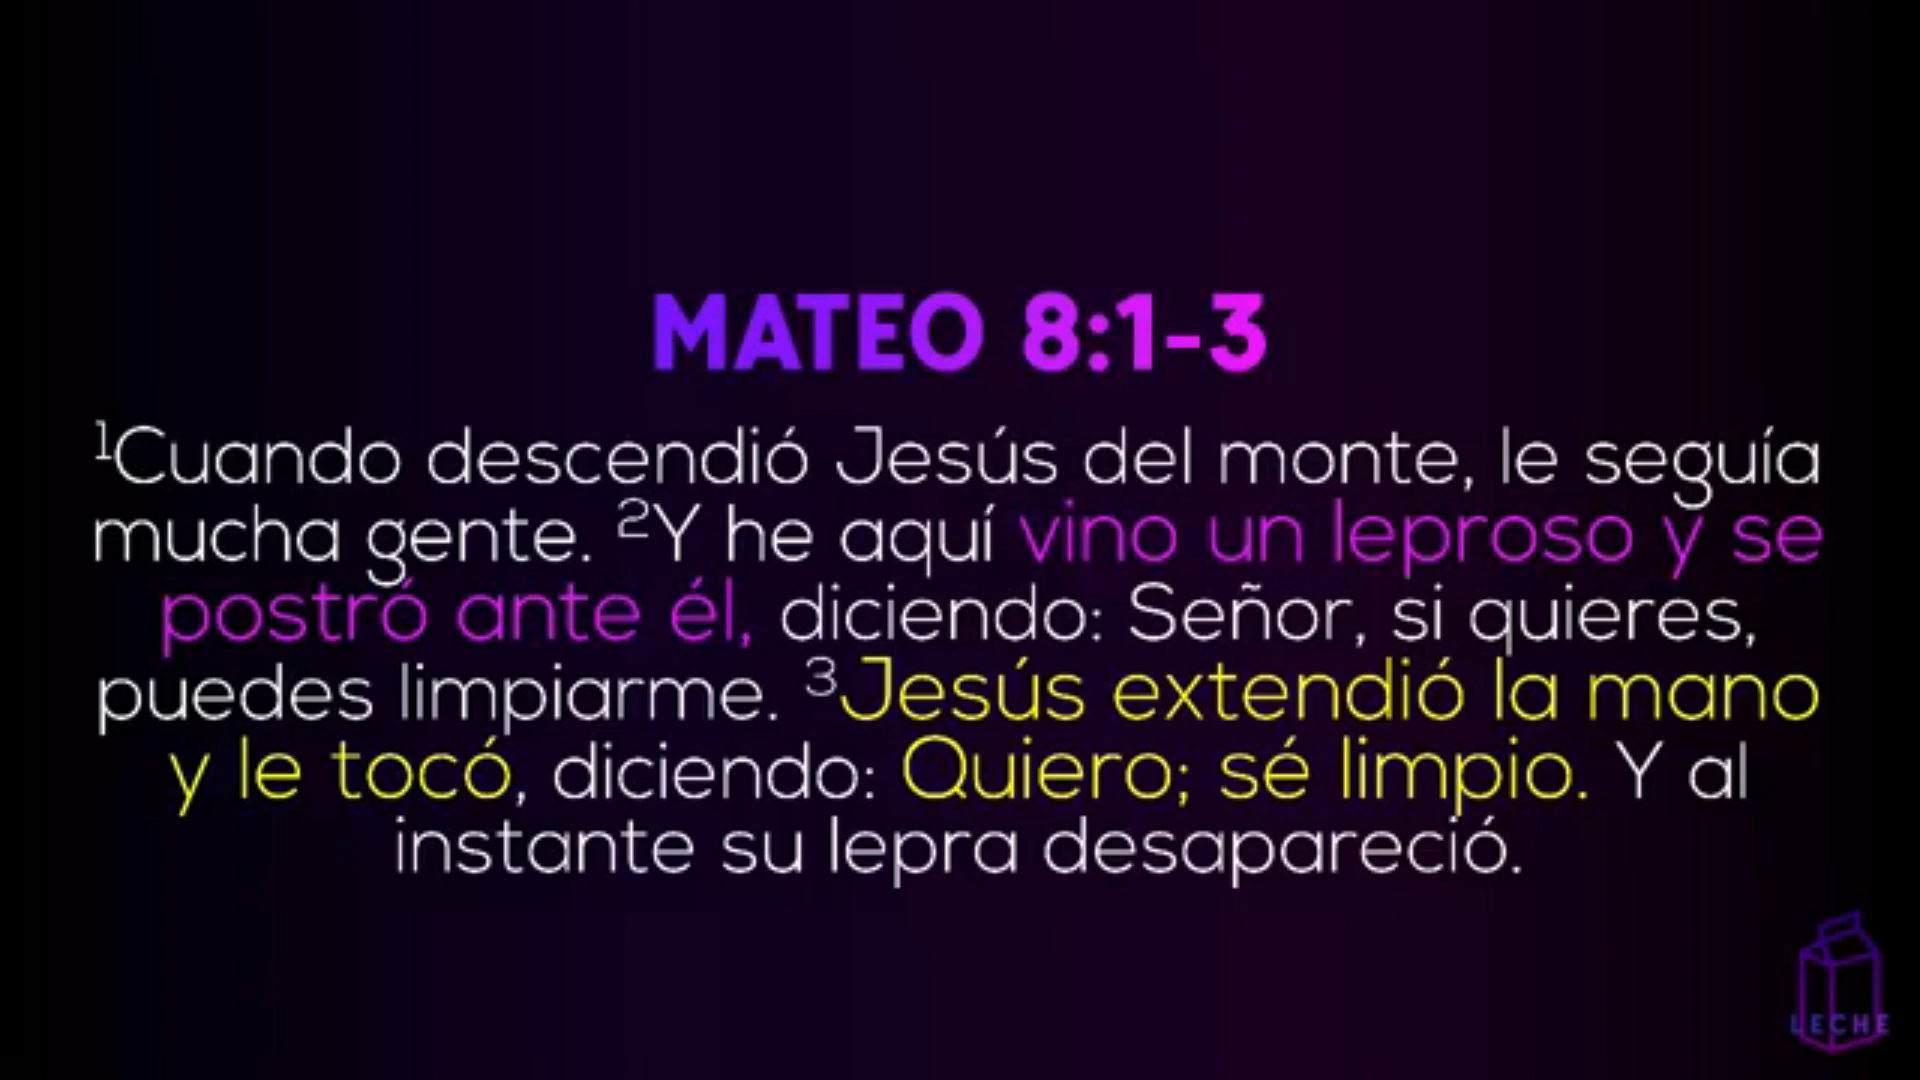 MATEO 8:1-3
¹Cuando descendió Jesús del monte, le seguía
mucha gente. ²Y he aquí vino un leproso y se
postró ante él, diciendo: Señor, si quieres,
puedes limpiarme. ³Jesús extendió la mano
y le tocó, diciendo: Quiero; sé limpio. Y al
instante su lepra desapareció.
LECHE